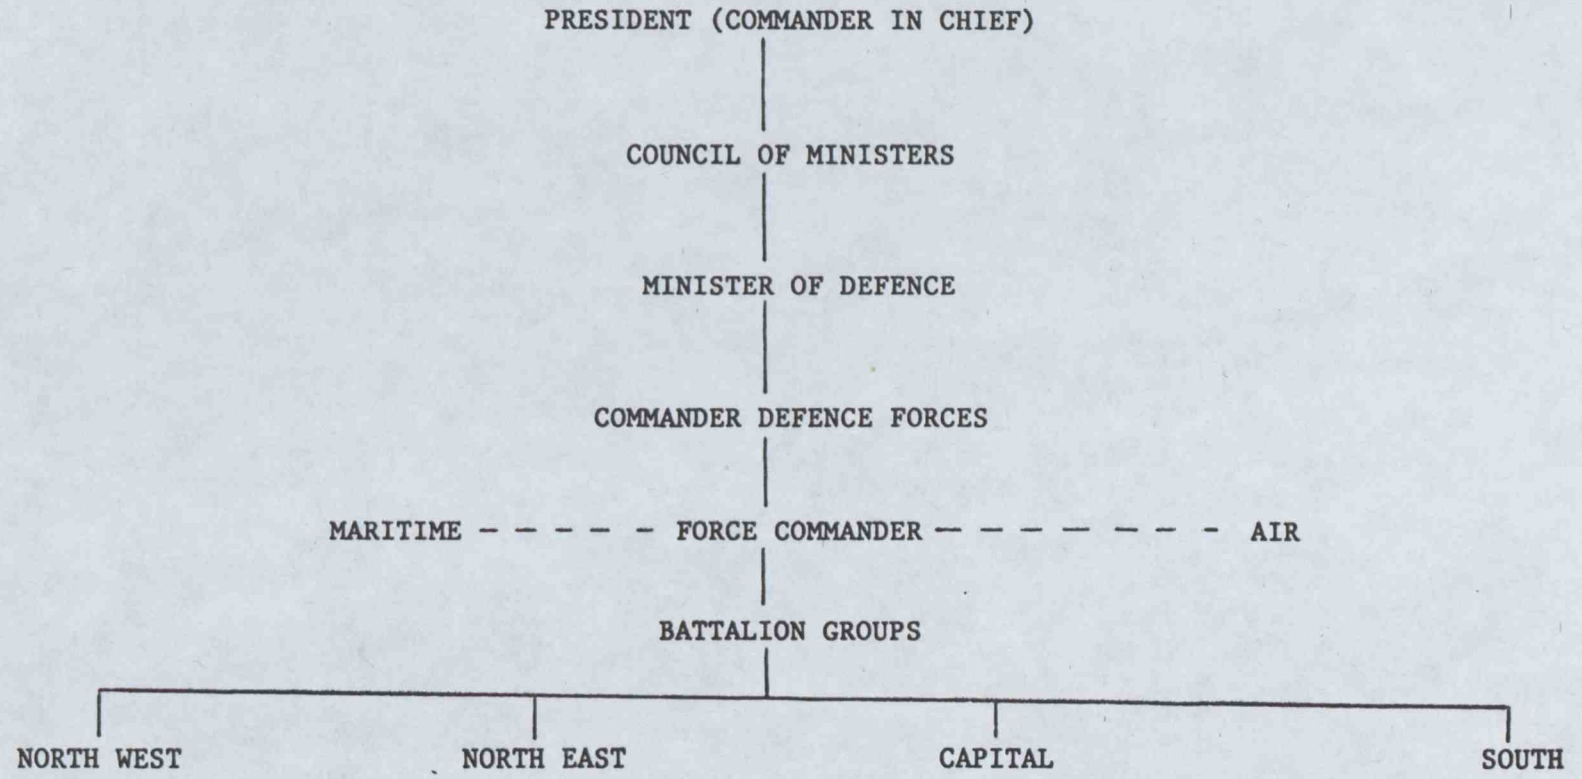 PRESIDENT (COMMANDER IN CHIEF)
COUNCIL OF MINISTERS
MINISTER OF DEFENCE
COMMANDER DEFENCE FORCES
MARITIME - - - - - FORCE COMMANDER - - - - - - - AIR
BATTALION GROUPS
NORTH WEST NORTH EAST CAPITAL SOUTH